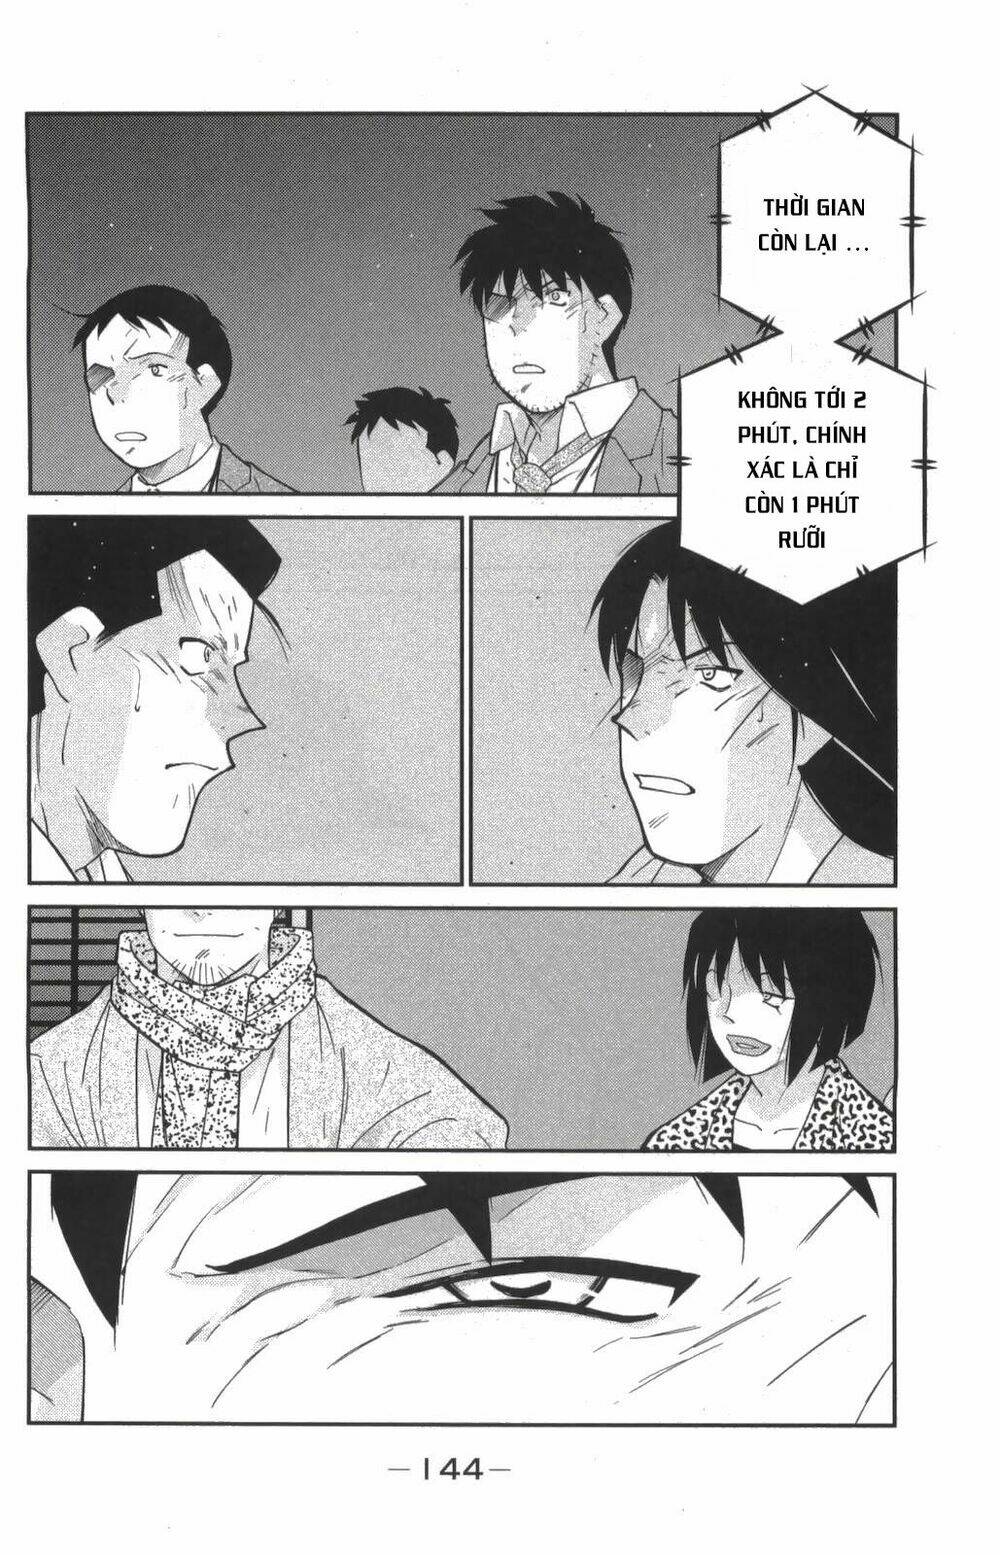 THỜI GIAN
CÒN LẠI ...
KHÔNG TỚI 2
PHÚT, CHÍNH
XÁC LÀ CHỈ
CÒN 1 PHÚT
RƯỠI
—144—